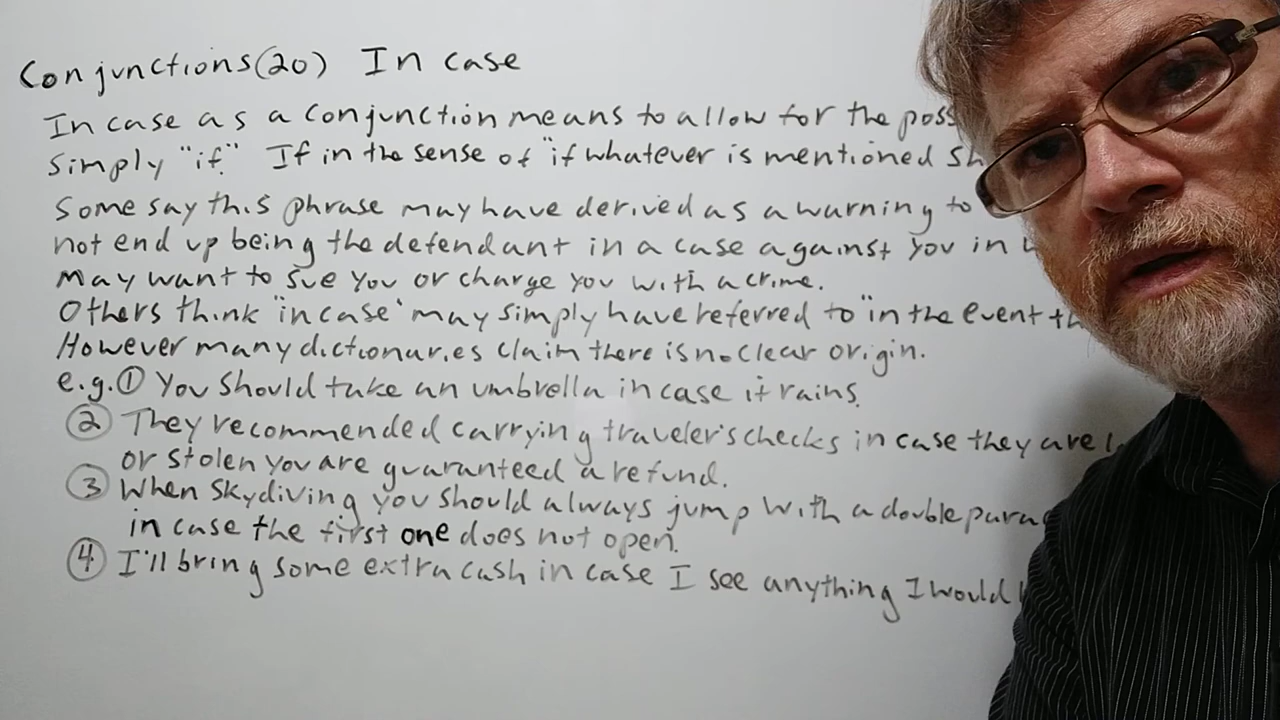 Conjunctions(20) In case
In case as a conjunction means to allow for the poss
simply "if." If in the sense of "if whatever is mentioned sh
Some say this phrase may have derived as a warning to
not end up being the defendant in a case against you in
may want to sue you or charge you with a crime.
Others think "in case" may simply have referred to "in the event th
However many dictionaries claim there is no clear origin.
e.g. ① You should take an umbrella in case it rains.
② They recommended carrying traveler's checks in case they are l
or stolen you are guaranteed a refund.
③ When skydiving you should always jump with a double parac
in case the first one does not open.
④ I'll bring some extra cash in case I see anything I would